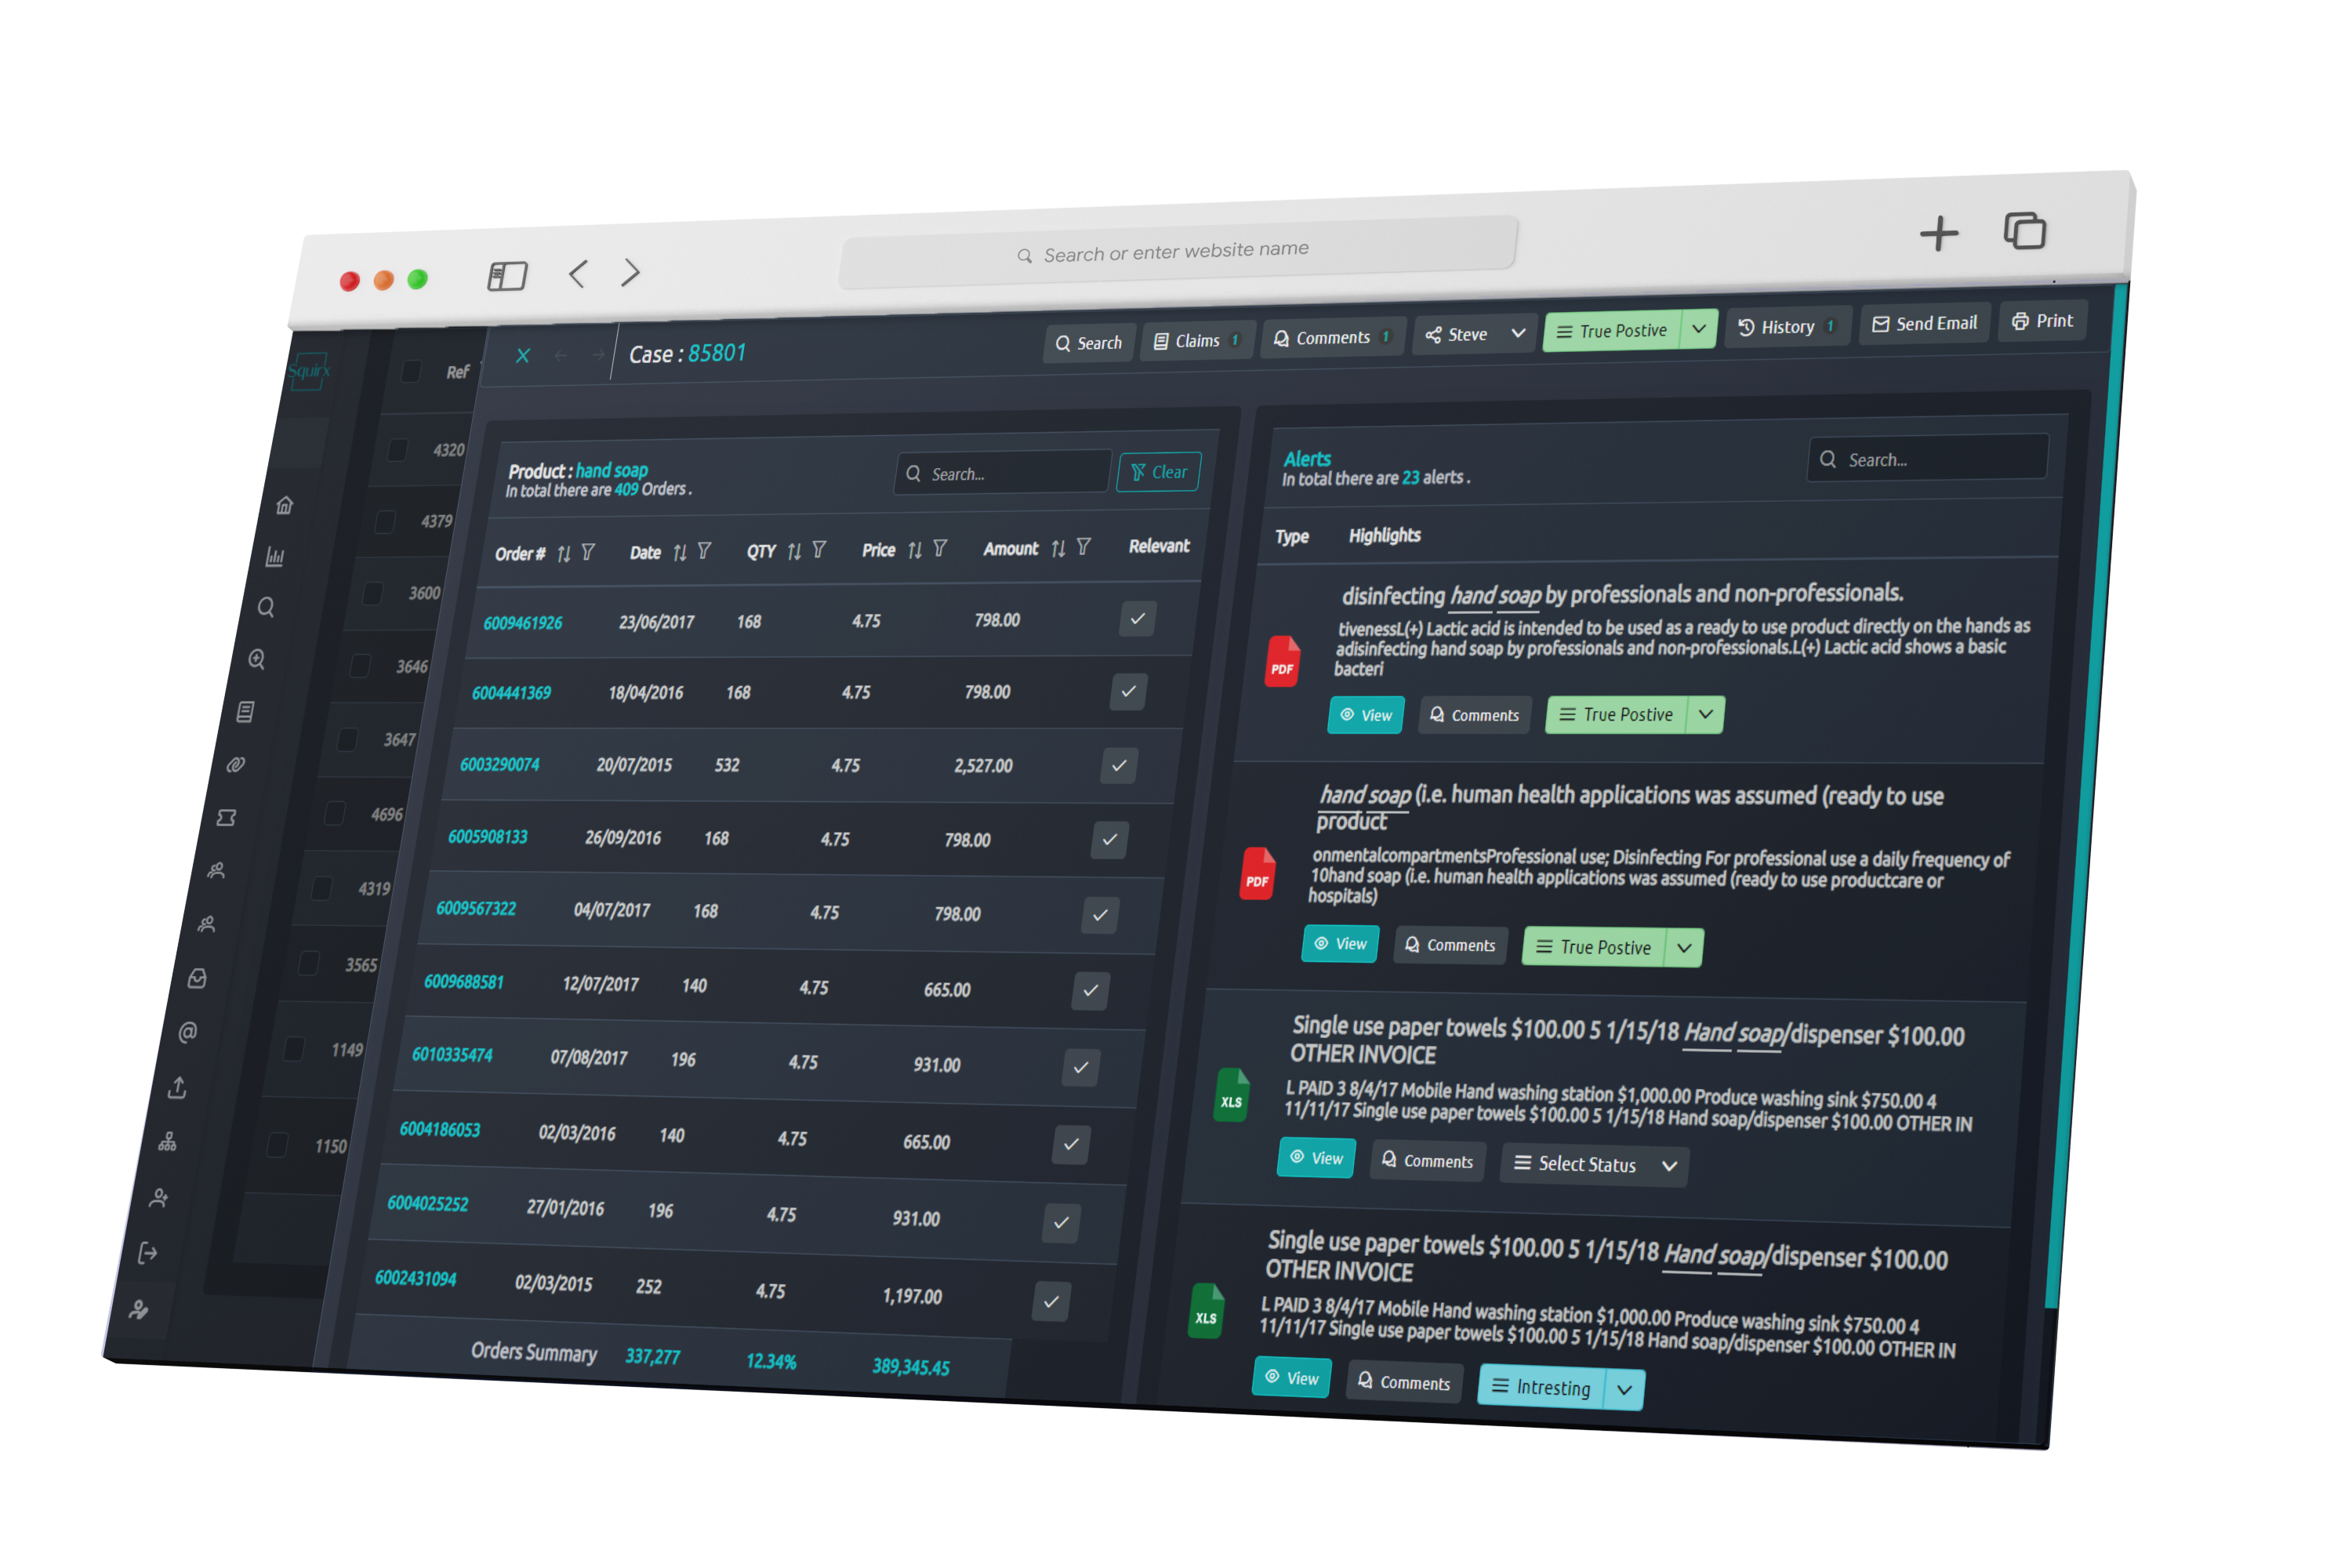 Search or enter website name
Squirx
Ref
4320
4379
3600
3646
3647
4696
4319
3565
1149
1150
Case : 85801
Search
Claims 1
Comments 1
Steve
True Postive
History 1
Send Email
Print
Product : hand soap
In total there are 409 Orders .
Search...
Clear
Order # Date QTY Price Amount Relevant
6009461926 23/06/2017 168 4.75 798.00
6004441369 18/04/2016 168 4.75 798.00
6003290074 20/07/2015 532 4.75 2,527.00
6005908133 26/09/2016 168 4.75 798.00
6009567322 04/07/2017 168 4.75 798.00
6009688581 12/07/2017 140 4.75 665.00
6010335474 07/08/2017 196 4.75 931.00
6004186053 02/03/2016 140 4.75 665.00
6004025252 27/01/2016 196 4.75 931.00
6002431094 02/03/2015 252 4.75 1,197.00
Orders Summary 337,277 12.34% 389,345.45
Alerts
In total there are 23 alerts .
Search...
Type Highlights
disinfecting hand soap by professionals and non-professionals.
tivenessL(+) Lactic acid is intended to be used as a ready to use product directly on the hands as
adisinfecting hand soap by professionals and non-professionals.L(+) Lactic acid shows a basic
bacteri
PDF
View Comments True Postive
hand soap (i.e. human health applications was assumed (ready to use
product
onmentalcompartmentsProfessional use; Disinfecting For professional use a daily frequency of
10hand soap (i.e. human health applications was assumed (ready to use productcare or
hospitals)
PDF
View Comments True Postive
Single use paper towels $100.00 5 1/15/18 Hand soap/dispenser $100.00
OTHER INVOICE
L PAID 3 8/4/17 Mobile Hand washing station $1,000.00 Produce washing sink $750.00 4
11/11/17 Single use paper towels $100.00 5 1/15/18 Hand soap/dispenser $100.00 OTHER IN
XLS
View Comments Select Status
Single use paper towels $100.00 5 1/15/18 Hand soap/dispenser $100.00
OTHER INVOICE
L PAID 3 8/4/17 Mobile Hand washing station $1,000.00 Produce washing sink $750.00 4
11/11/17 Single use paper towels $100.00 5 1/15/18 Hand soap/dispenser $100.00 OTHER IN
XLS
View Comments Intresting